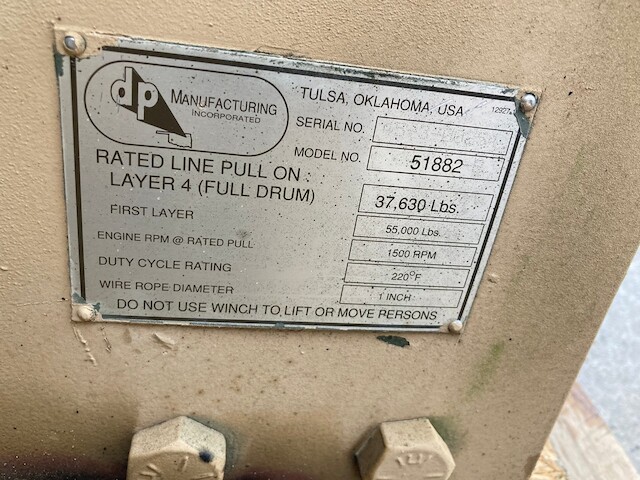 dp MANUFACTURING
INCORPORATED
TULSA, OKLAHOMA, USA
SERIAL NO.
MODEL NO. 51882
RATED LINE PULL ON :
LAYER 4 (FULL DRUM) 37,630 Lbs.
FIRST LAYER 55,000 Lbs.
ENGINE RPM @ RATED PULL 1500 RPM
DUTY CYCLE RATING 220°F
WIRE ROPE DIAMETER 1 INCH
DO NOT USE WINCH TO LIFT OR MOVE PERSONS